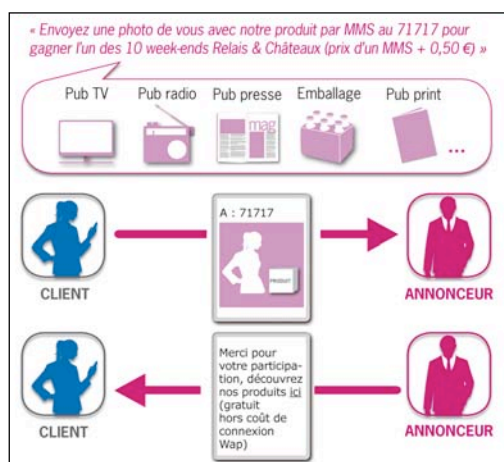 « Envoyez une photo de vous avec notre produit par MMS au 71717 pour
gagner l'un des 10 week-ends Relais & Châteaux (prix d'un MMS + 0,50 €) »
Pub TV Pub radio Pub presse Emballage Pub print
mag
...
A : 71717
PRODUIT
CLIENT
ANNONCEUR
Merci pour
votre participa-
tion, découvrez
nos produits ici
(gratuit
hors coût de
connexion
Wap)
CLIENT
ANNONCEUR